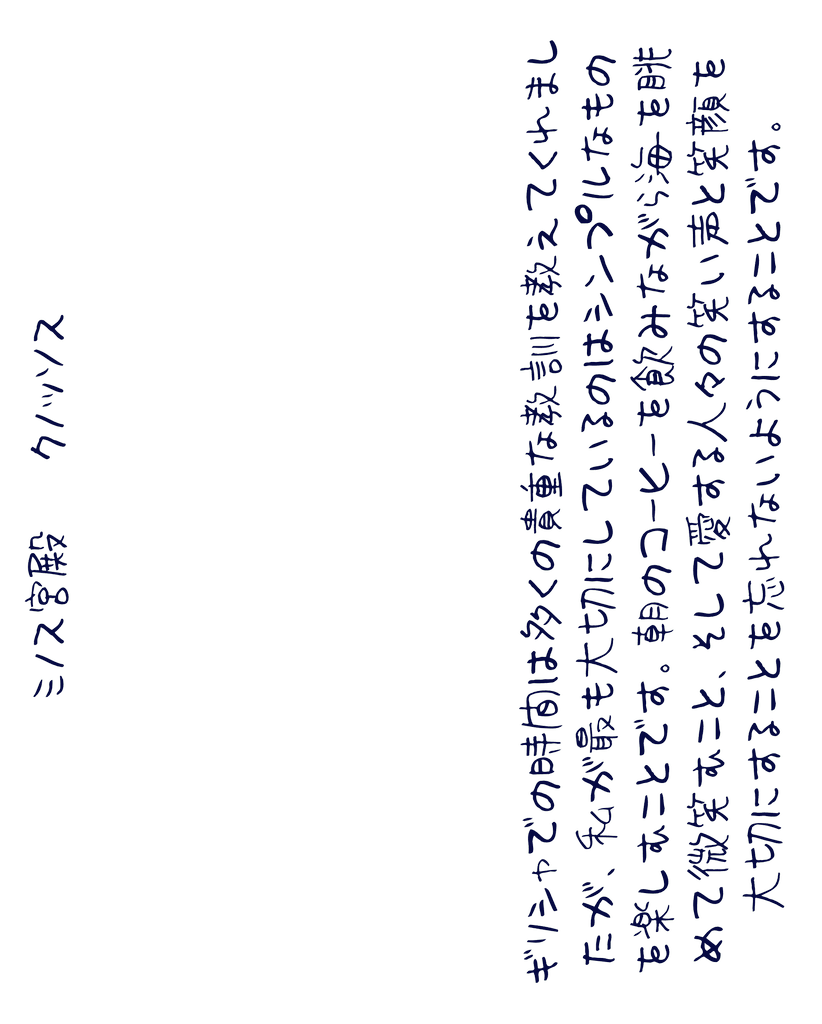 ミノス宮殿 クノッソス
ギリシャでの時間は多くの貴重な教訓を教えてくれまし
たが、私が最も大切にしているのはシンプルなもの
を楽しむことです。朝のコーヒーを飲みながら海を眺
めて微笑むこと、そして愛する人々の笑い声と笑顔を
大切にすることを忘れないようにすることです。